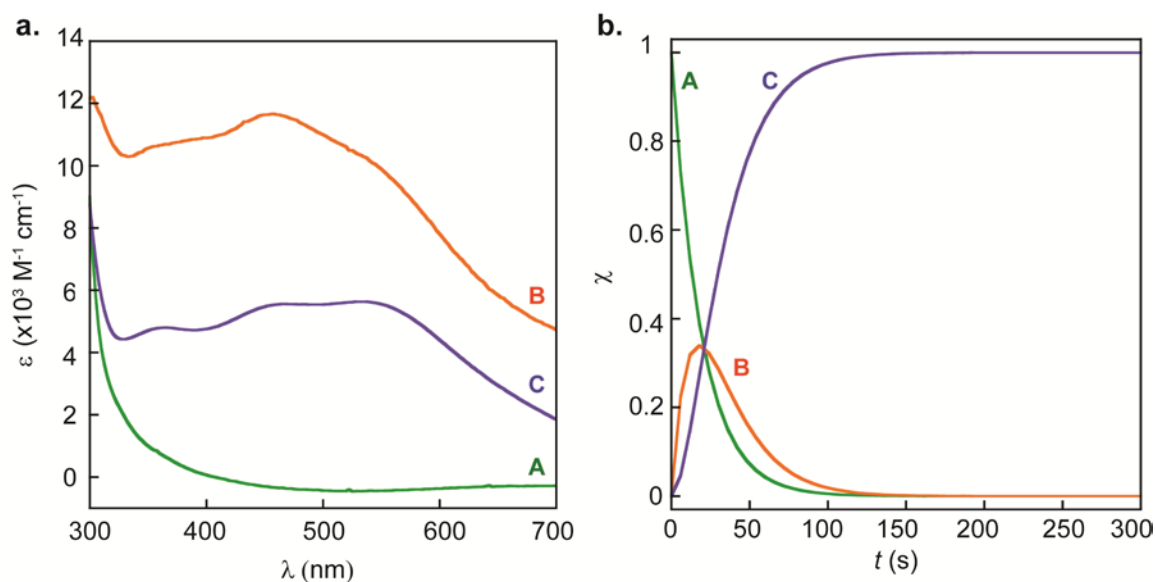 a.
14
12
10
8
6
4
2
0
ε (x10³ M⁻¹ cm⁻¹)
B
C
A
300 400 500 600 700
λ (nm)
b.
1
0.8
0.6
0.4
0.2
0
χ
A
C
B
0 50 100 150 200 250 300
t (s)